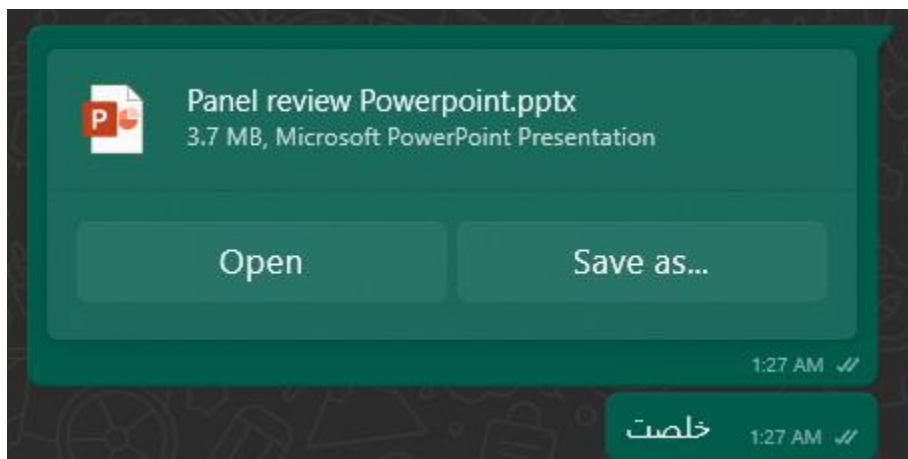 Panel review Powerpoint.pptx
3.7 MB, Microsoft PowerPoint Presentation
Open
Save as...
1:27 AM
خلصت
1:27 AM